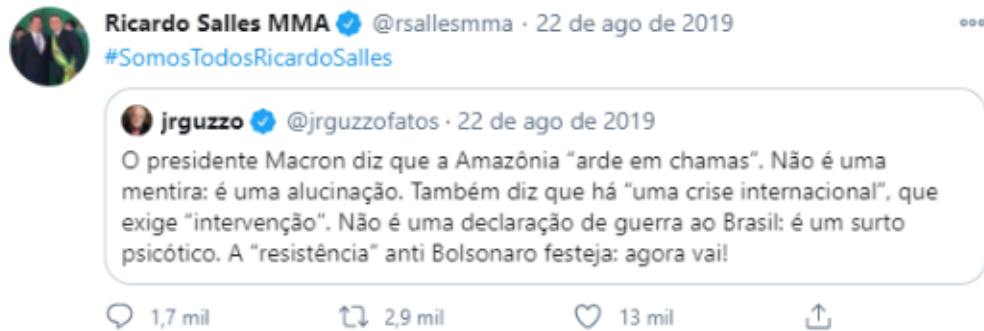 Ricardo Salles MMA @rsallesmma · 22 de ago de 2019
#SomosTodosRicardoSalles
jrguzzo @jrguzzofatos · 22 de ago de 2019
O presidente Macron diz que a Amazônia “arde em chamas”. Não é uma
mentira: é uma alucinação. Também diz que há “uma crise internacional”, que
exige “intervenção”. Não é uma declaração de guerra ao Brasil: é um surto
psicótico. A “resistência” anti Bolsonaro festeja: agora vai!
1,7 mil 2,9 mil 13 mil